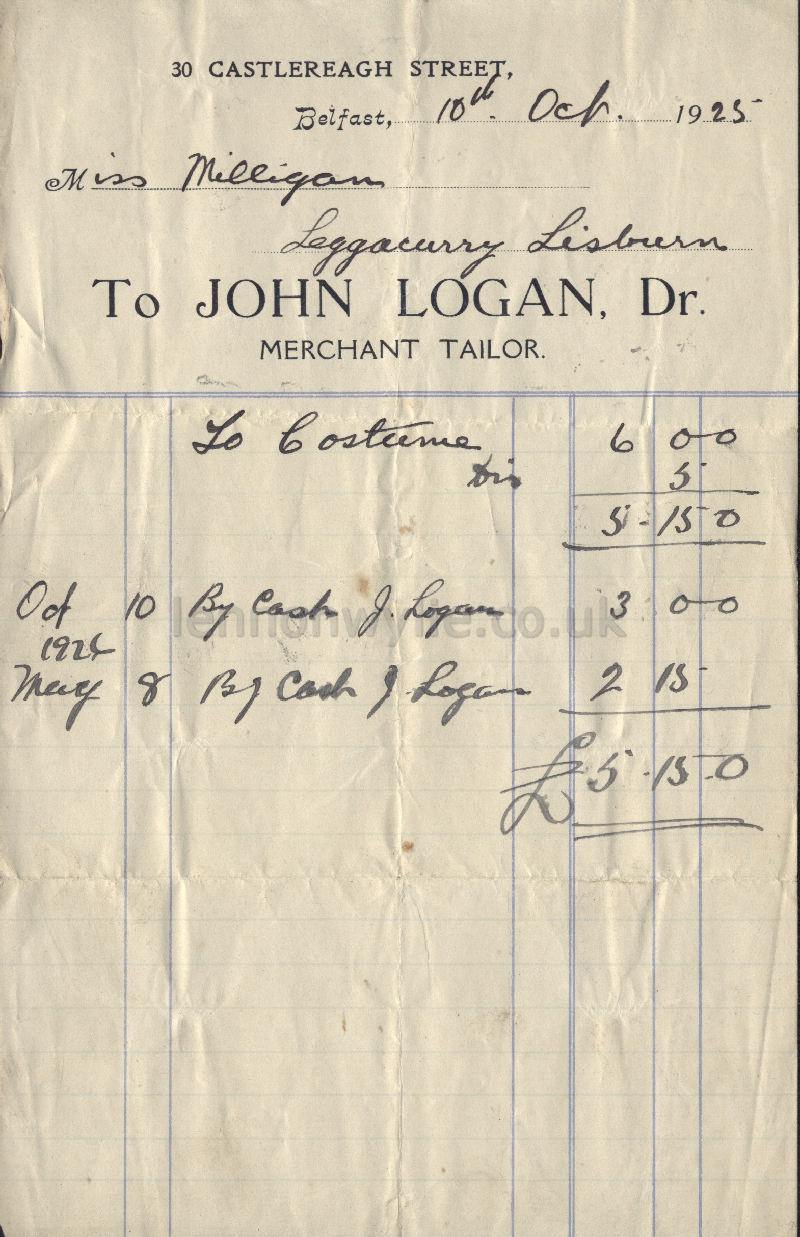 30 CASTLEREAGH STREET,
Belfast, 10th. Oct. 1925
Miss Milligan
Leggacurry Lisburn
To JOHN LOGAN, Dr.
MERCHANT TAILOR.
To Costume 6 0 0
Dis 5
5 - 15 0
Oct 10 By Cash J. Logan 3 0 0
1926
May 8 By Cash J Logan 2 15
£5 - 15 - 0
lennonwylie.co.uk